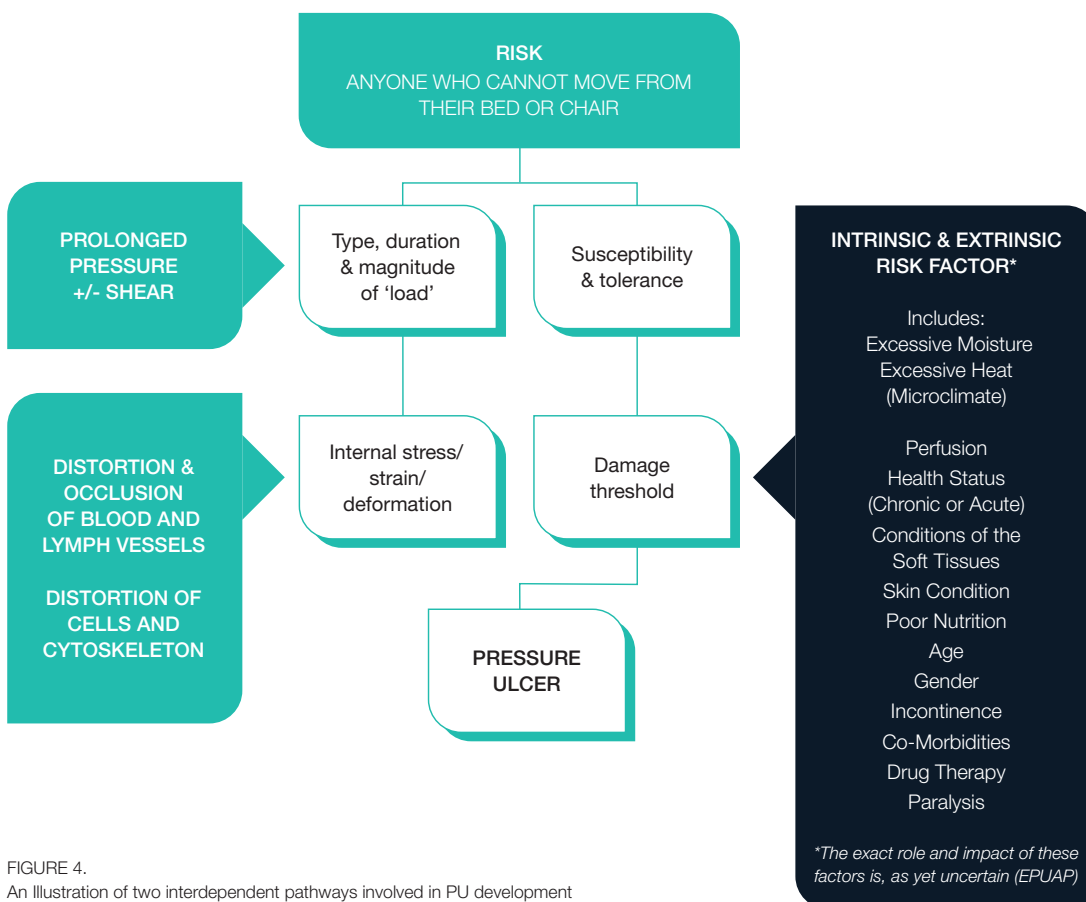 RISK
ANYONE WHO CANNOT MOVE FROM
THEIR BED OR CHAIR
PROLONGED
PRESSURE
+/- SHEAR
Type, duration
& magnitude
of ‘load’
Susceptibility
& tolerance
DISTORTION &
OCCLUSION
OF BLOOD AND
LYMPH VESSELS
DISTORTION OF
CELLS AND
CYTOSKELETON
Internal stress/
strain/
deformation
Damage
threshold
PRESSURE
ULCER
INTRINSIC & EXTRINSIC
RISK FACTOR*
Includes:
Excessive Moisture
Excessive Heat
(Microclimate)
Perfusion
Health Status
(Chronic or Acute)
Conditions of the
Soft Tissues
Skin Condition
Poor Nutrition
Age
Gender
Incontinence
Co-Morbidities
Drug Therapy
Paralysis
*The exact role and impact of these
factors is, as yet uncertain (EPUAP)
FIGURE 4.
An Illustration of two interdependent pathways involved in PU development